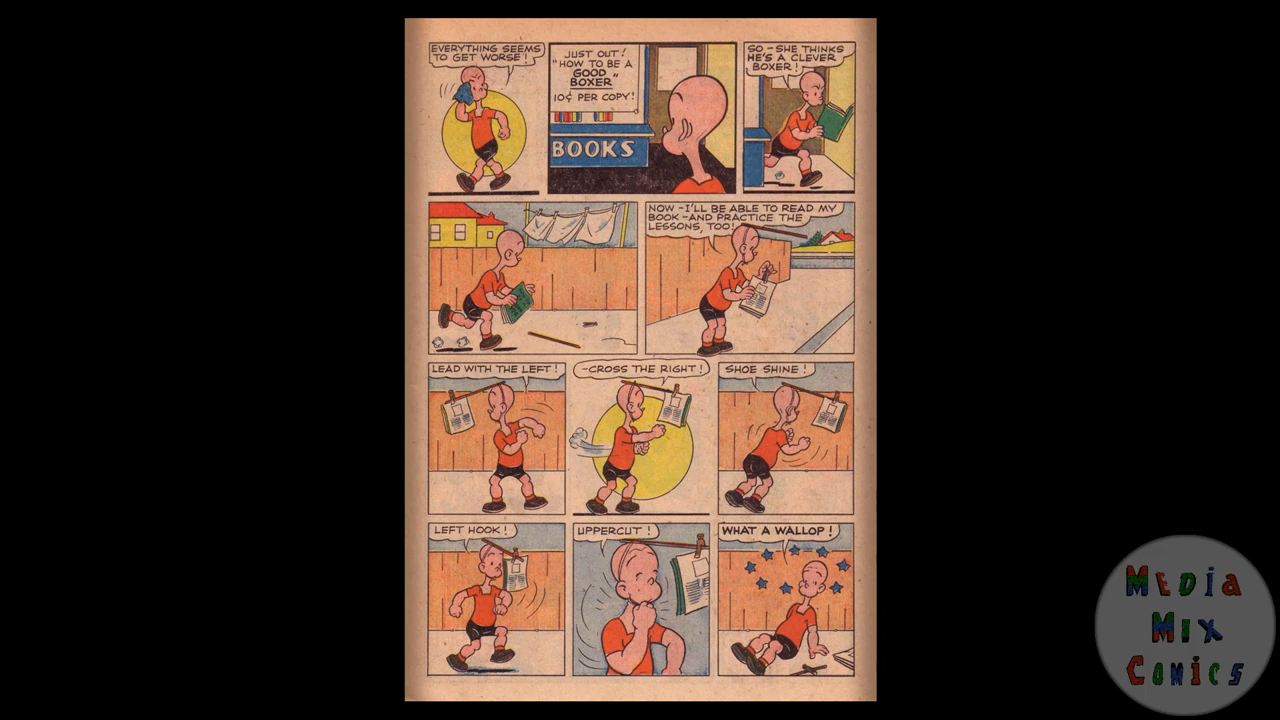 EVERYTHING SEEMS
TO GET WORSE!
JUST OUT!
"HOW TO BE A
GOOD
BOXER"
10¢ PER COPY!
BOOKS
SO - SHE THINKS
HE'S A CLEVER
BOXER!
NOW - I'LL BE ABLE TO READ MY
BOOK - AND PRACTICE THE
LESSONS, TOO!
LEAD WITH THE LEFT!
-CROSS THE RIGHT!
SHOE SHINE!
LEFT HOOK!
UPPERCUT!
WHAT A WALLOP!
MEDiA
MIX
COMICS